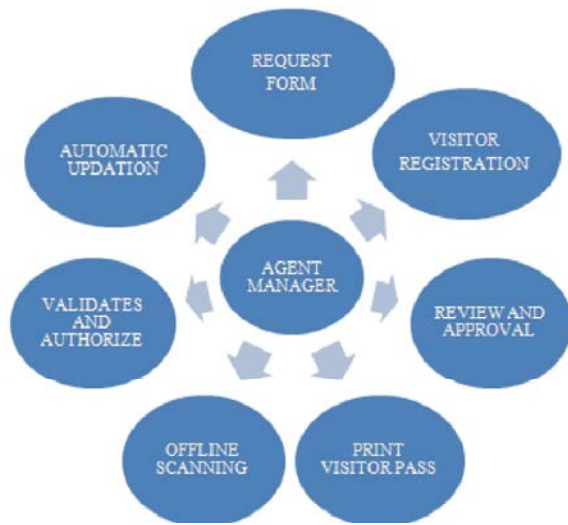 REQUEST
FORM
VISITOR
REGISTRATION
REVIEW AND
APPROVAL
PRINT
VISITOR PASS
OFFLINE
SCANNING
VALIDATES
AND
AUTHORIZE
AUTOMATIC
UPDATION
AGENT
MANAGER